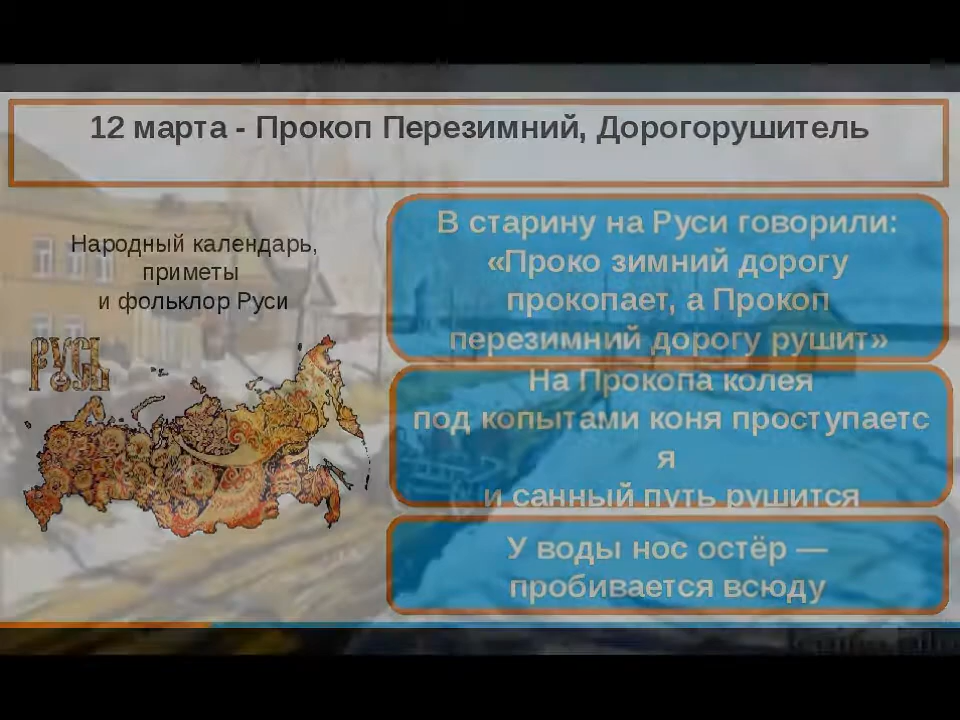 12 марта - Прокоп Перезимний, Дорогорушитель
Народный календарь,
приметы
и фольклор Руси
РУСЬ
В старину на Руси говорили:
«Проко зимний дорогу
прокопает, а Прокоп
перезимний дорогу рушит»
На Прокопа колея
под копытами коня проступаетс
я
и санный путь рушится
У воды нос остёр —
пробивается всюду